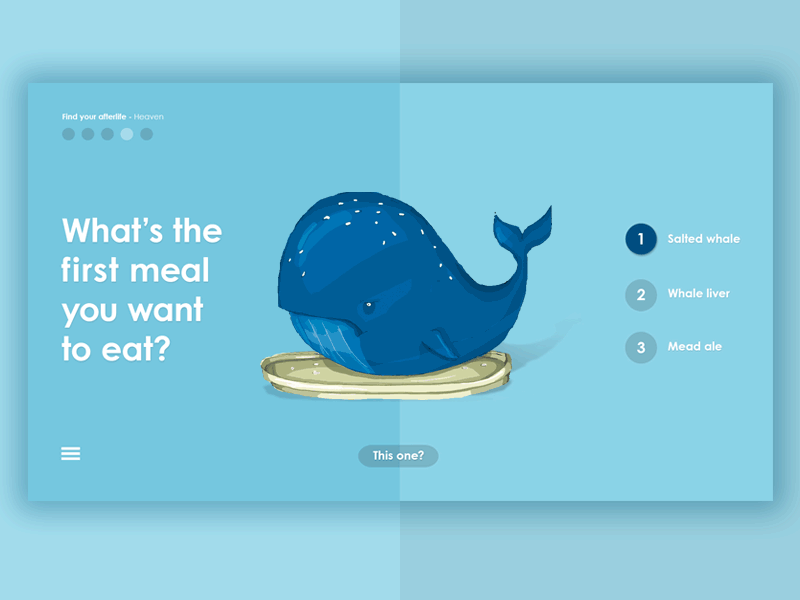 Find your afterlife - Heaven
What's the
first meal
you want
to eat?
1 Salted whale
2 Whale liver
3 Mead ale
This one?